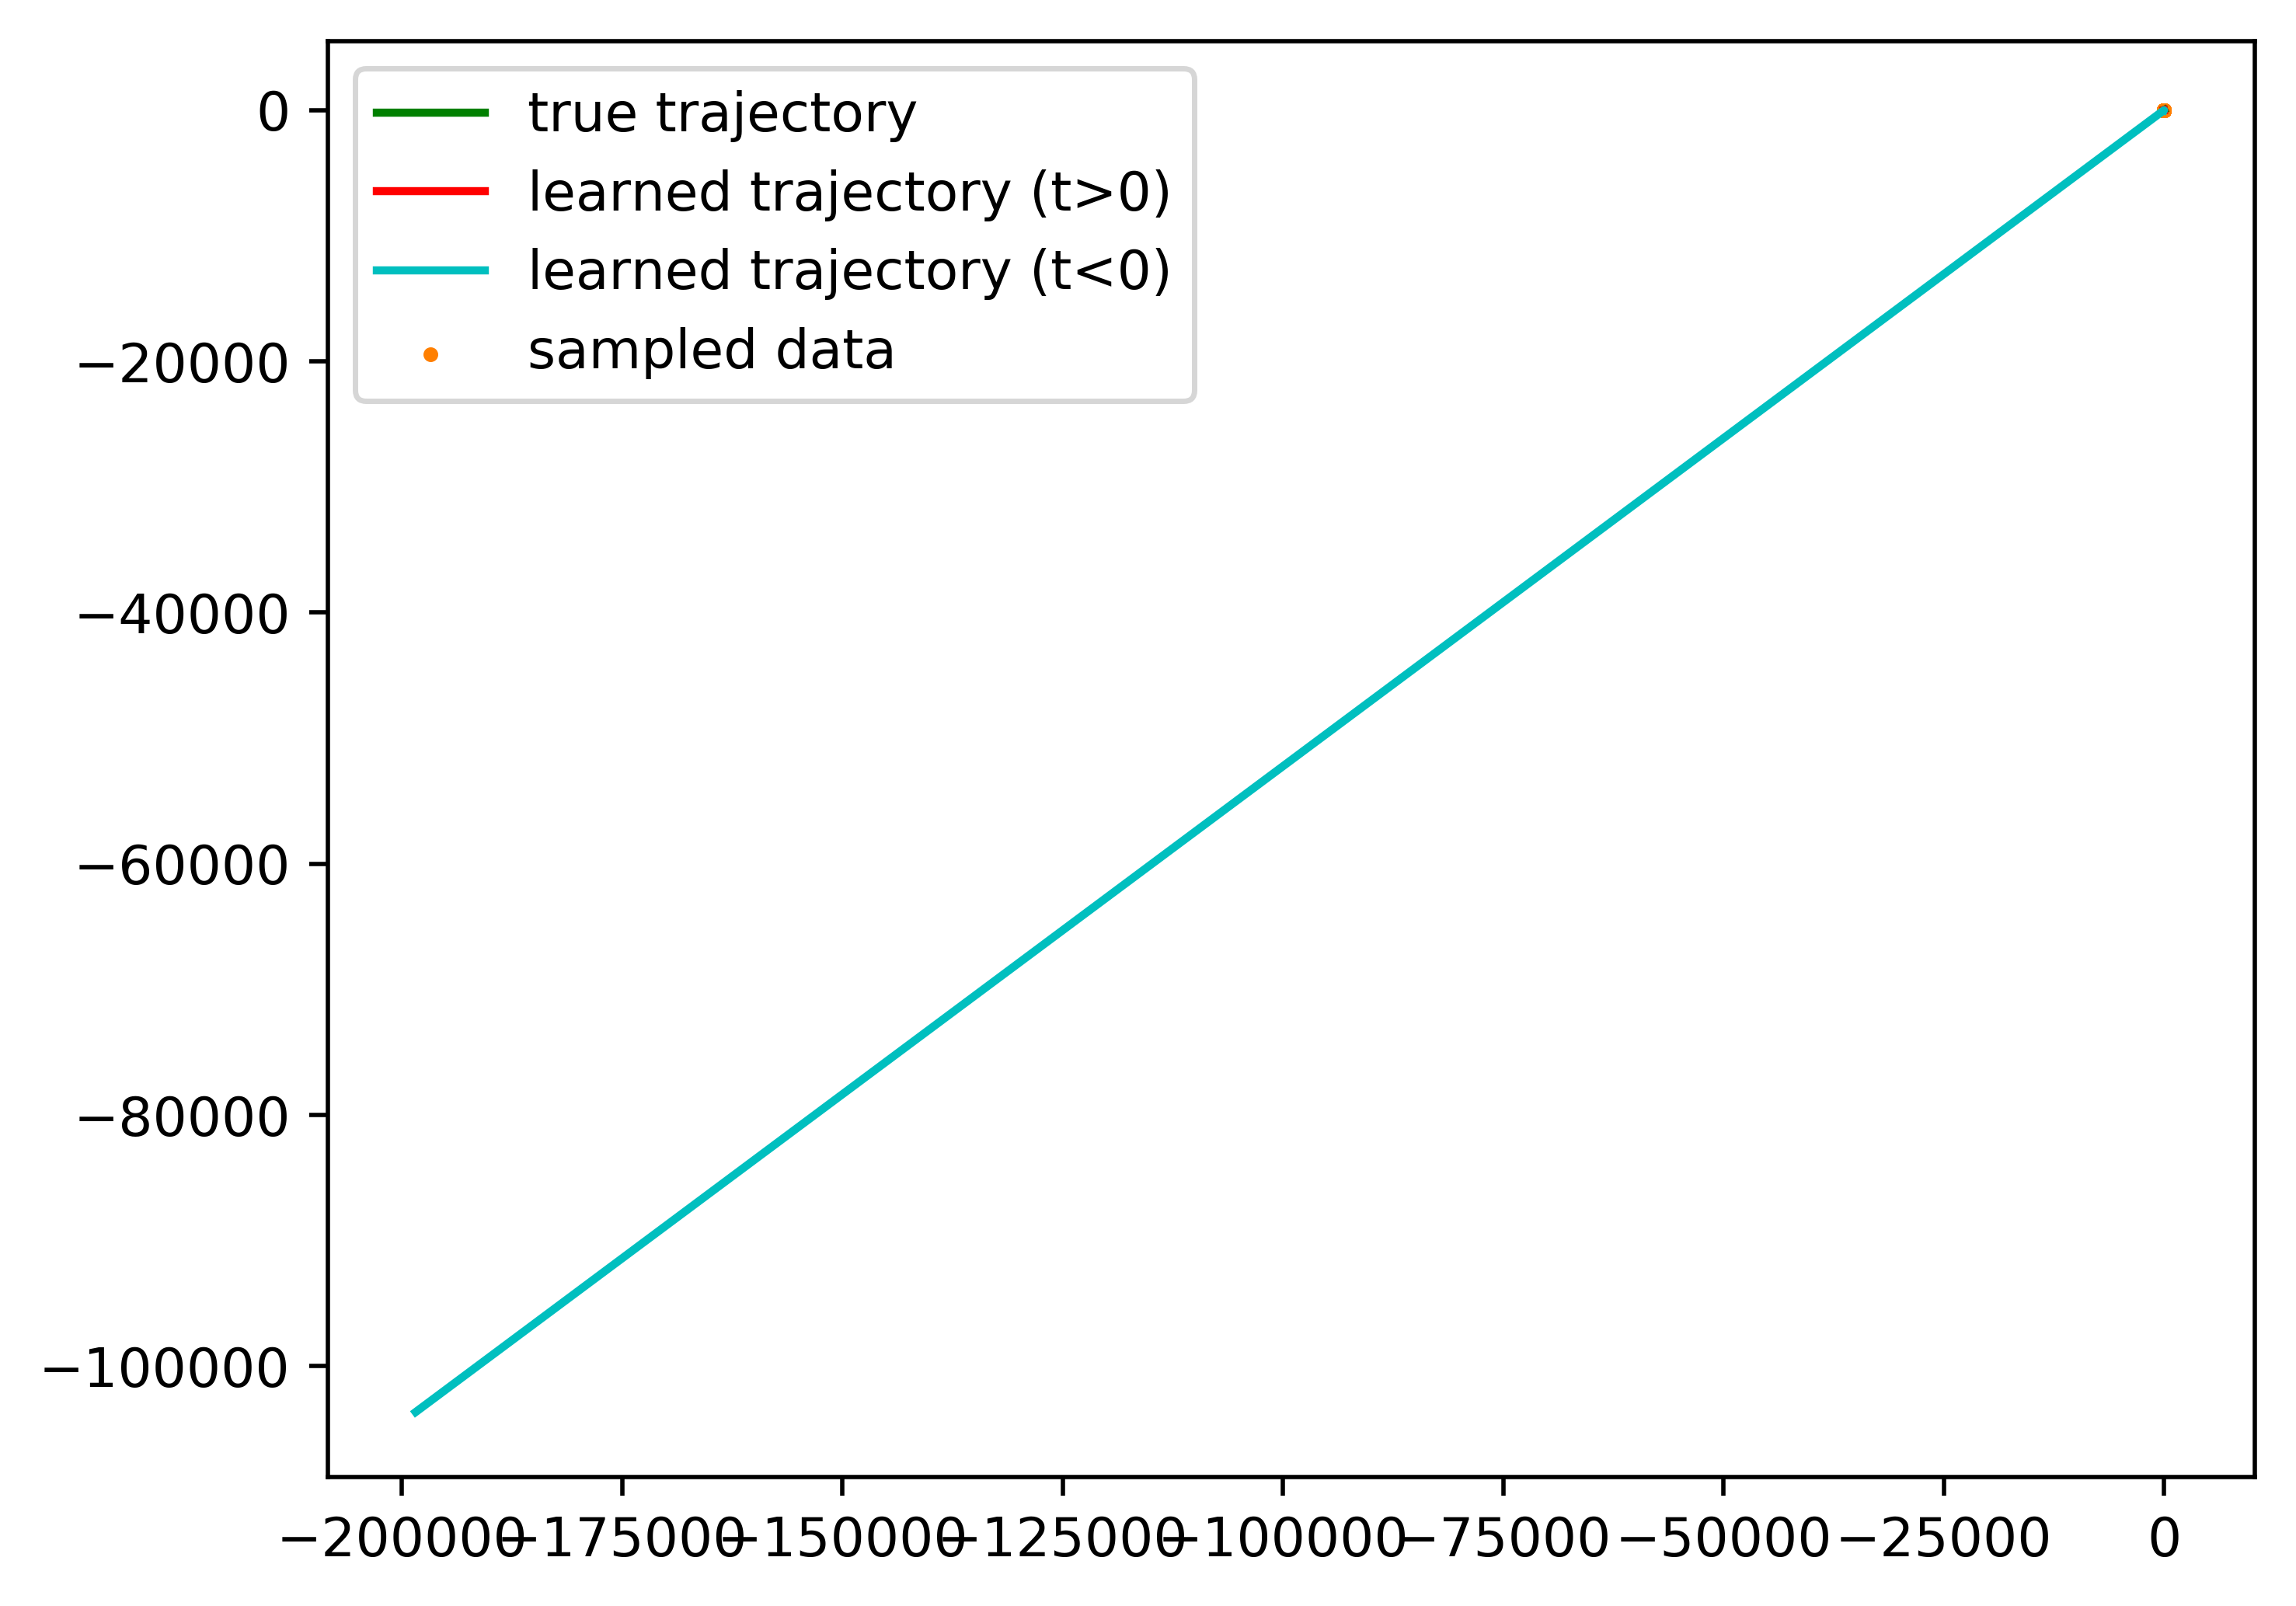 true trajectory
learned trajectory (t>0)
learned trajectory (t<0)
sampled data
0
−20000
−40000
−60000
−80000
−100000
−200000 −175000 −150000 −125000 −100000 −75000 −50000 −25000 0